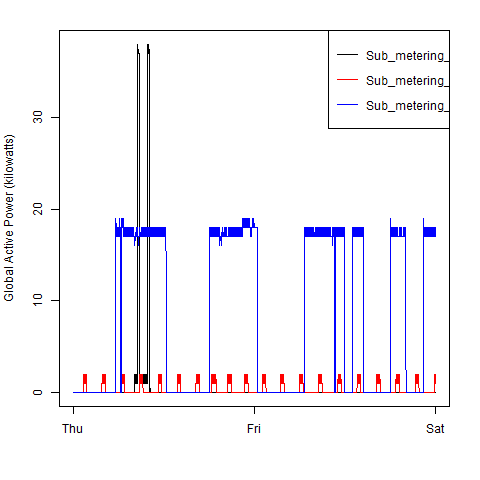 Sub_metering_
Sub_metering_
Sub_metering_
Global Active Power (kilowatts)
30
20
10
0
Thu Fri Sat